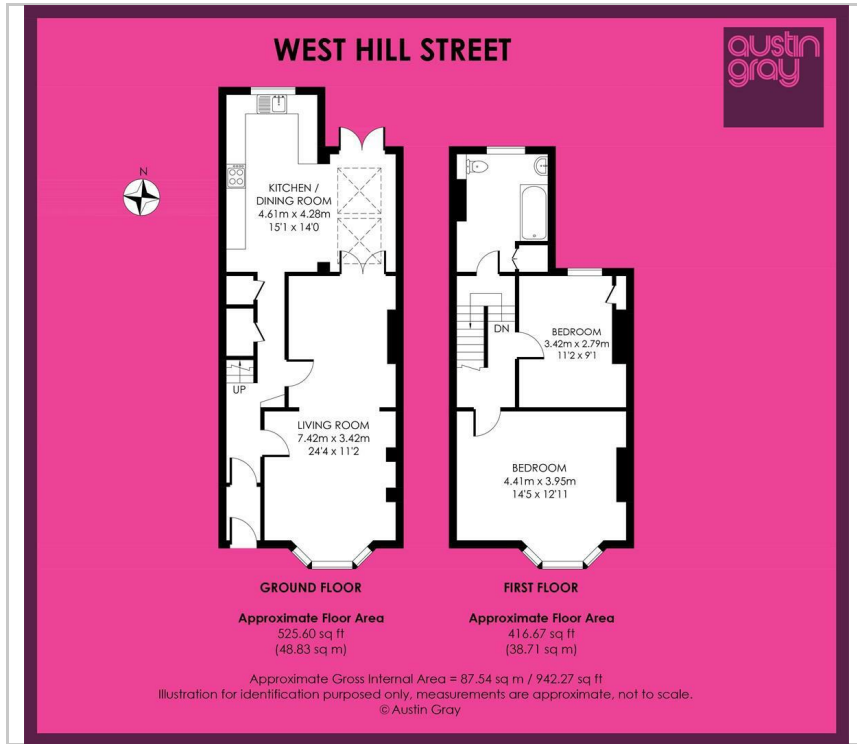 WEST HILL STREET
austin
gray
N
KITCHEN /
DINING ROOM
4.61m x 4.28m
15'1 x 14'0
UP
LIVING ROOM
7.42m x 3.42m
24'4 x 11'2
DN
BEDROOM
3.42m x 2.79m
11'2 x 9'1
BEDROOM
4.41m x 3.95m
14'5 x 12'11
GROUND FLOOR
Approximate Floor Area
525.60 sq ft
(48.83 sq m)
FIRST FLOOR
Approximate Floor Area
416.67 sq ft
(38.71 sq m)
Approximate Gross Internal Area = 87.54 sq m / 942.27 sq ft
Illustration for identification purposed only, measurements are approximate, not to scale.
© Austin Gray